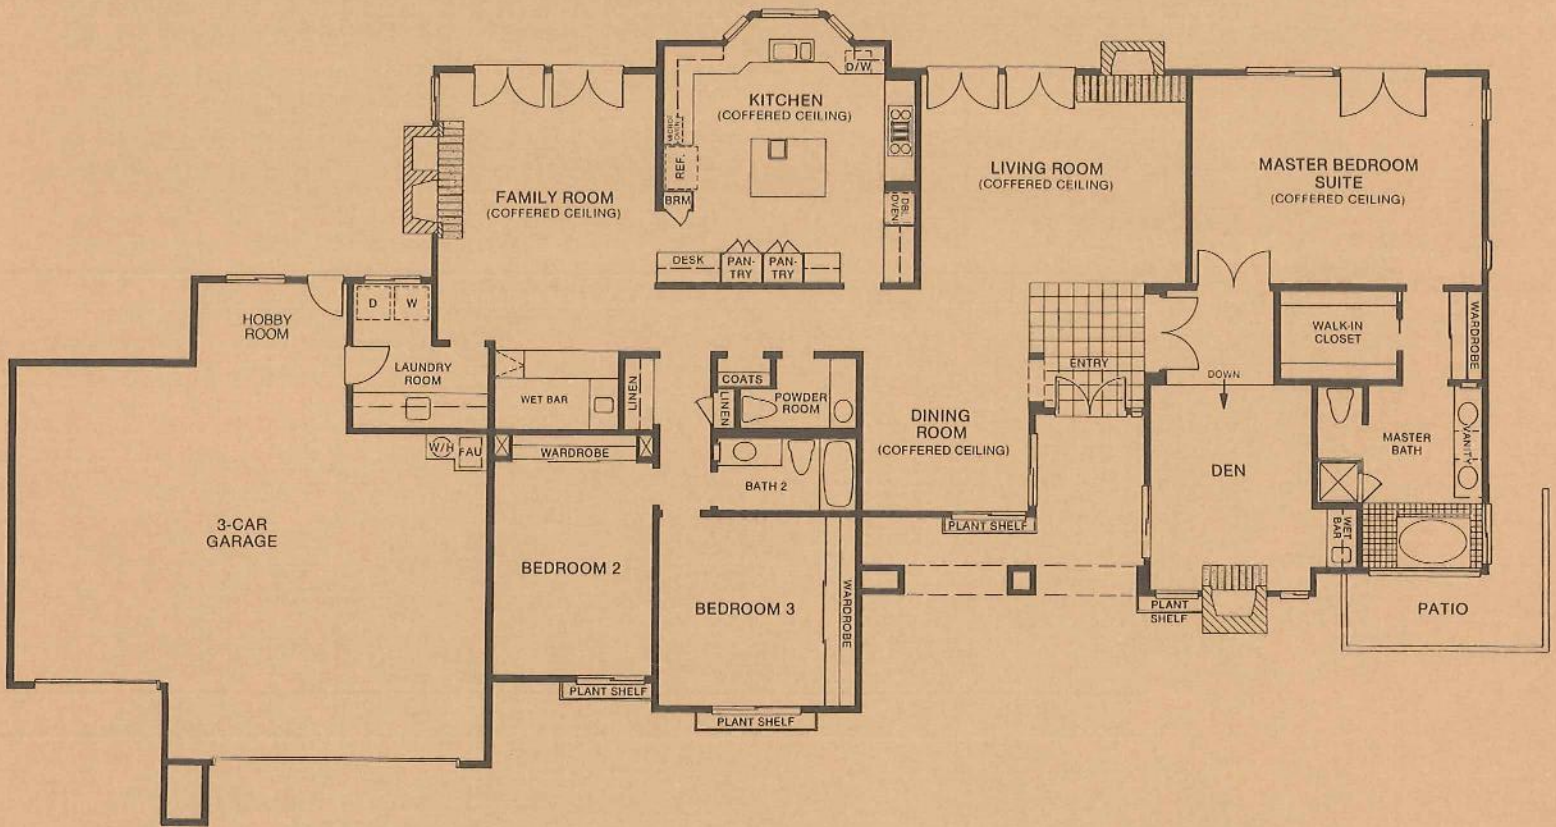 D/W
KITCHEN
(COFFERED CEILING)
MICRO/
OVEN
REF.
BRM
FAMILY ROOM
(COFFERED CEILING)
LIVING ROOM
(COFFERED CEILING)
MASTER BEDROOM
SUITE
(COFFERED CEILING)
DBL.
OVEN
DESK
PAN-
TRY
PAN-
TRY
D
W
HOBBY
ROOM
LAUNDRY
ROOM
WET BAR
LINEN
COATS
LINEN
POWDER
ROOM
ENTRY
DOWN
WALK-IN
CLOSET
WARDROBE
DINING
ROOM
(COFFERED CEILING)
MASTER
BATH
VANITY
W/H
FAU
WARDROBE
BATH 2
DEN
3-CAR
GARAGE
PLANT SHELF
WET
BAR
BEDROOM 2
BEDROOM 3
WARDROBE
PLANT
SHELF
PATIO
PLANT SHELF
PLANT SHELF